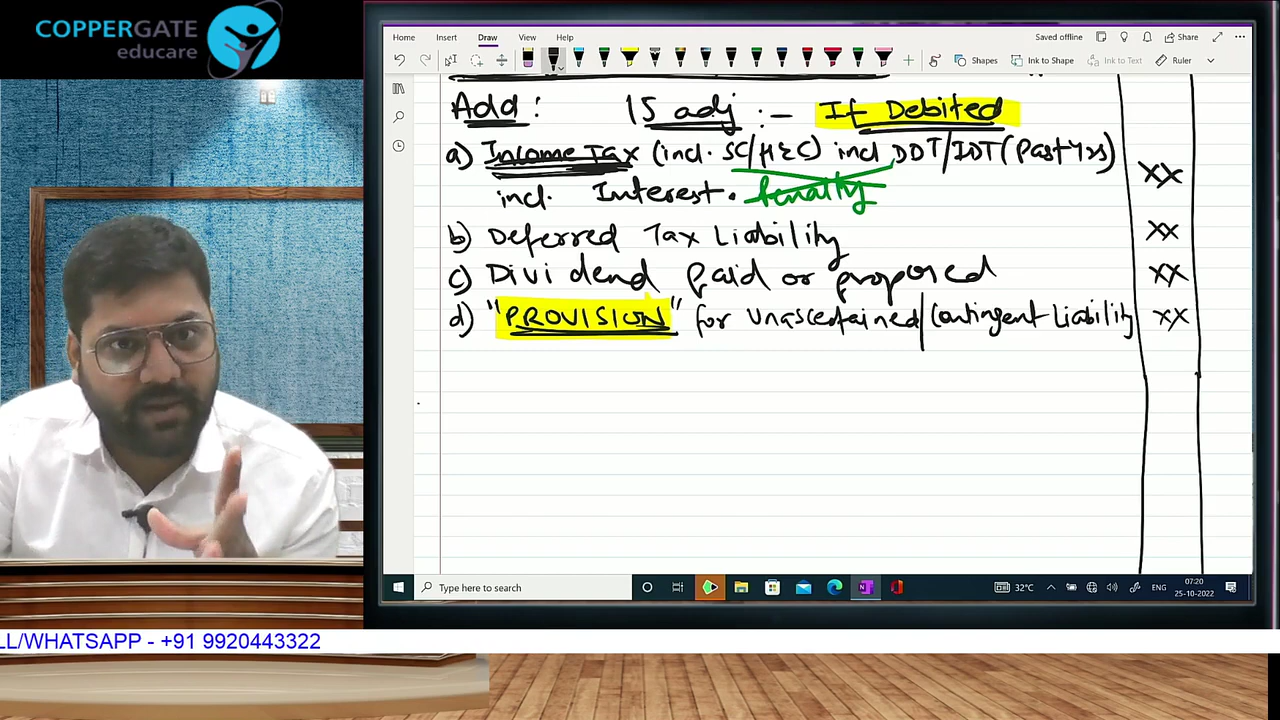 COPPERGATE
educare
Home Insert Draw View Help
Saved offline
Share
Shapes
Ink to Shape
Ink to Text
Ruler
Add: 15 adj :- If Debited
a) Income Tax (incl. SC/HEC) incl DDT/IDT (Past Yrs)
incl. Interest. Penalty
xx
b) Deferred Tax Liability xx
c) Dividend paid or proposed xx
d) "PROVISION" for Unascertained/Contingent Liability xx
Type here to search
32°C
ENG
07:20
25-10-2022
LL/WHATSAPP - +91 9920443322